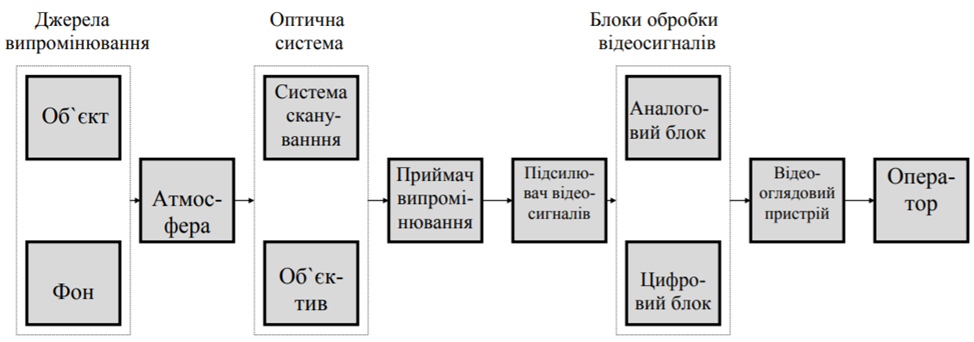 Джерела
випромінювання
Об`єкт
Фон
Атмос-
фера
Оптична
система
Система
скану-
ванння
Об`єк-
тив
Приймач
випромі-
нювання
Підсилю-
вач відео-
сигналів
Блоки обробки
відеосигналів
Аналого-
вий блок
Цифро-
вий блок
Відео-
оглядовий
пристрій
Опера-
тор